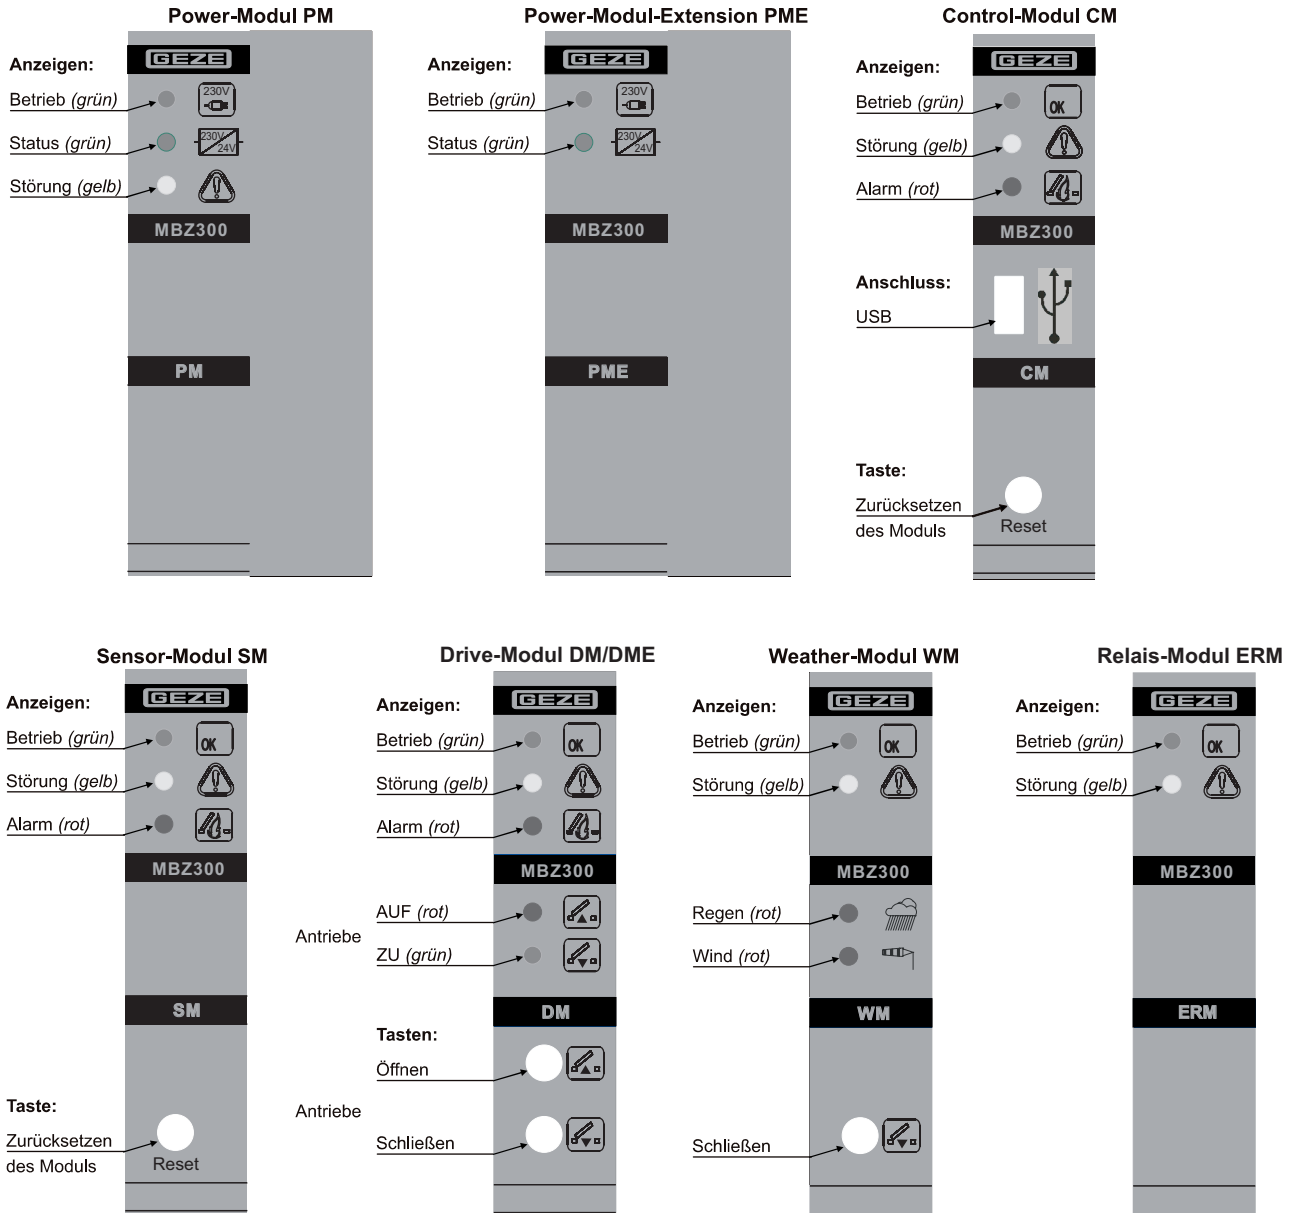 Power-Modul PM
GEZE
Anzeigen:
Betrieb (grün)
230V
Status (grün)
230V
24V
Störung (gelb)
MBZ300
PM
Power-Modul-Extension PME
GEZE
Anzeigen:
Betrieb (grün)
230V
Status (grün)
230V
24V
MBZ300
PME
Control-Modul CM
GEZE
Anzeigen:
Betrieb (grün)
OK
Störung (gelb)
Alarm (rot)
MBZ300
Anschluss:
USB
CM
Taste:
Zurücksetzen
des Moduls
Reset
Sensor-Modul SM
GEZE
Anzeigen:
Betrieb (grün)
OK
Störung (gelb)
Alarm (rot)
MBZ300
SM
Taste:
Zurücksetzen
des Moduls
Reset
Drive-Modul DM/DME
GEZE
Anzeigen:
Betrieb (grün)
OK
Störung (gelb)
Alarm (rot)
MBZ300
AUF (rot)
Antriebe
ZU (grün)
DM
Tasten:
Öffnen
Antriebe
Schließen
Weather-Modul WM
GEZE
Anzeigen:
Betrieb (grün)
OK
Störung (gelb)
MBZ300
Regen (rot)
Wind (rot)
WM
Schließen
Relais-Modul ERM
GEZE
Anzeigen:
Betrieb (grün)
OK
Störung (gelb)
MBZ300
ERM